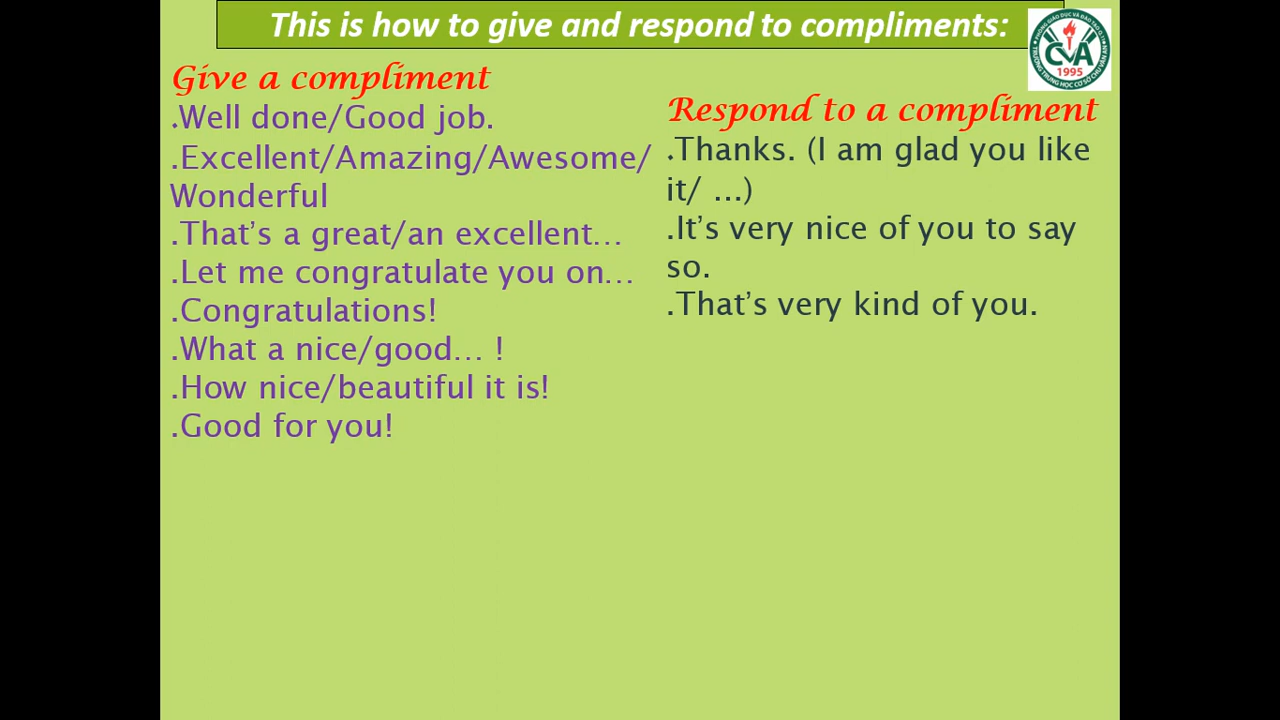 This is how to give and respond to compliments:
Give a compliment
.Well done/Good job.
.Excellent/Amazing/Awesome/
Wonderful
.That's a great/an excellent…
.Let me congratulate you on…
.Congratulations!
.What a nice/good… !
.How nice/beautiful it is!
.Good for you!
Respond to a compliment
.Thanks. (I am glad you like
it/ ...)
.It's very nice of you to say
so.
.That's very kind of you.
CVA
1995